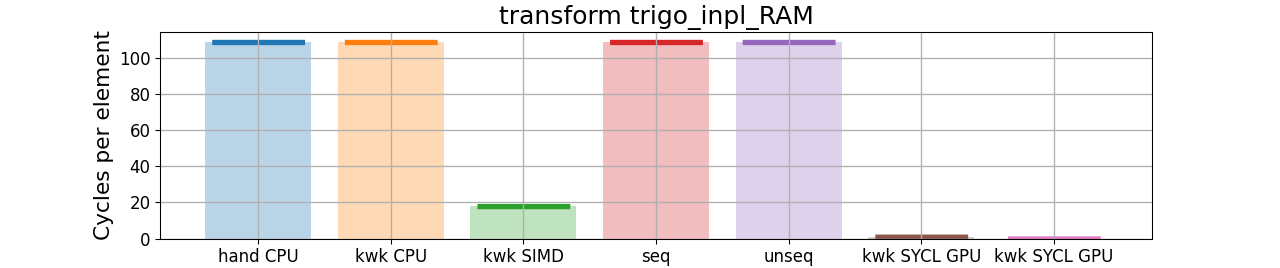 transform trigo_inpl_RAM
Cycles per element
100
80
60
40
20
0
hand CPU
kwk CPU
kwk SIMD
seq
unseq
kwk SYCL GPU
kwk SYCL GPU